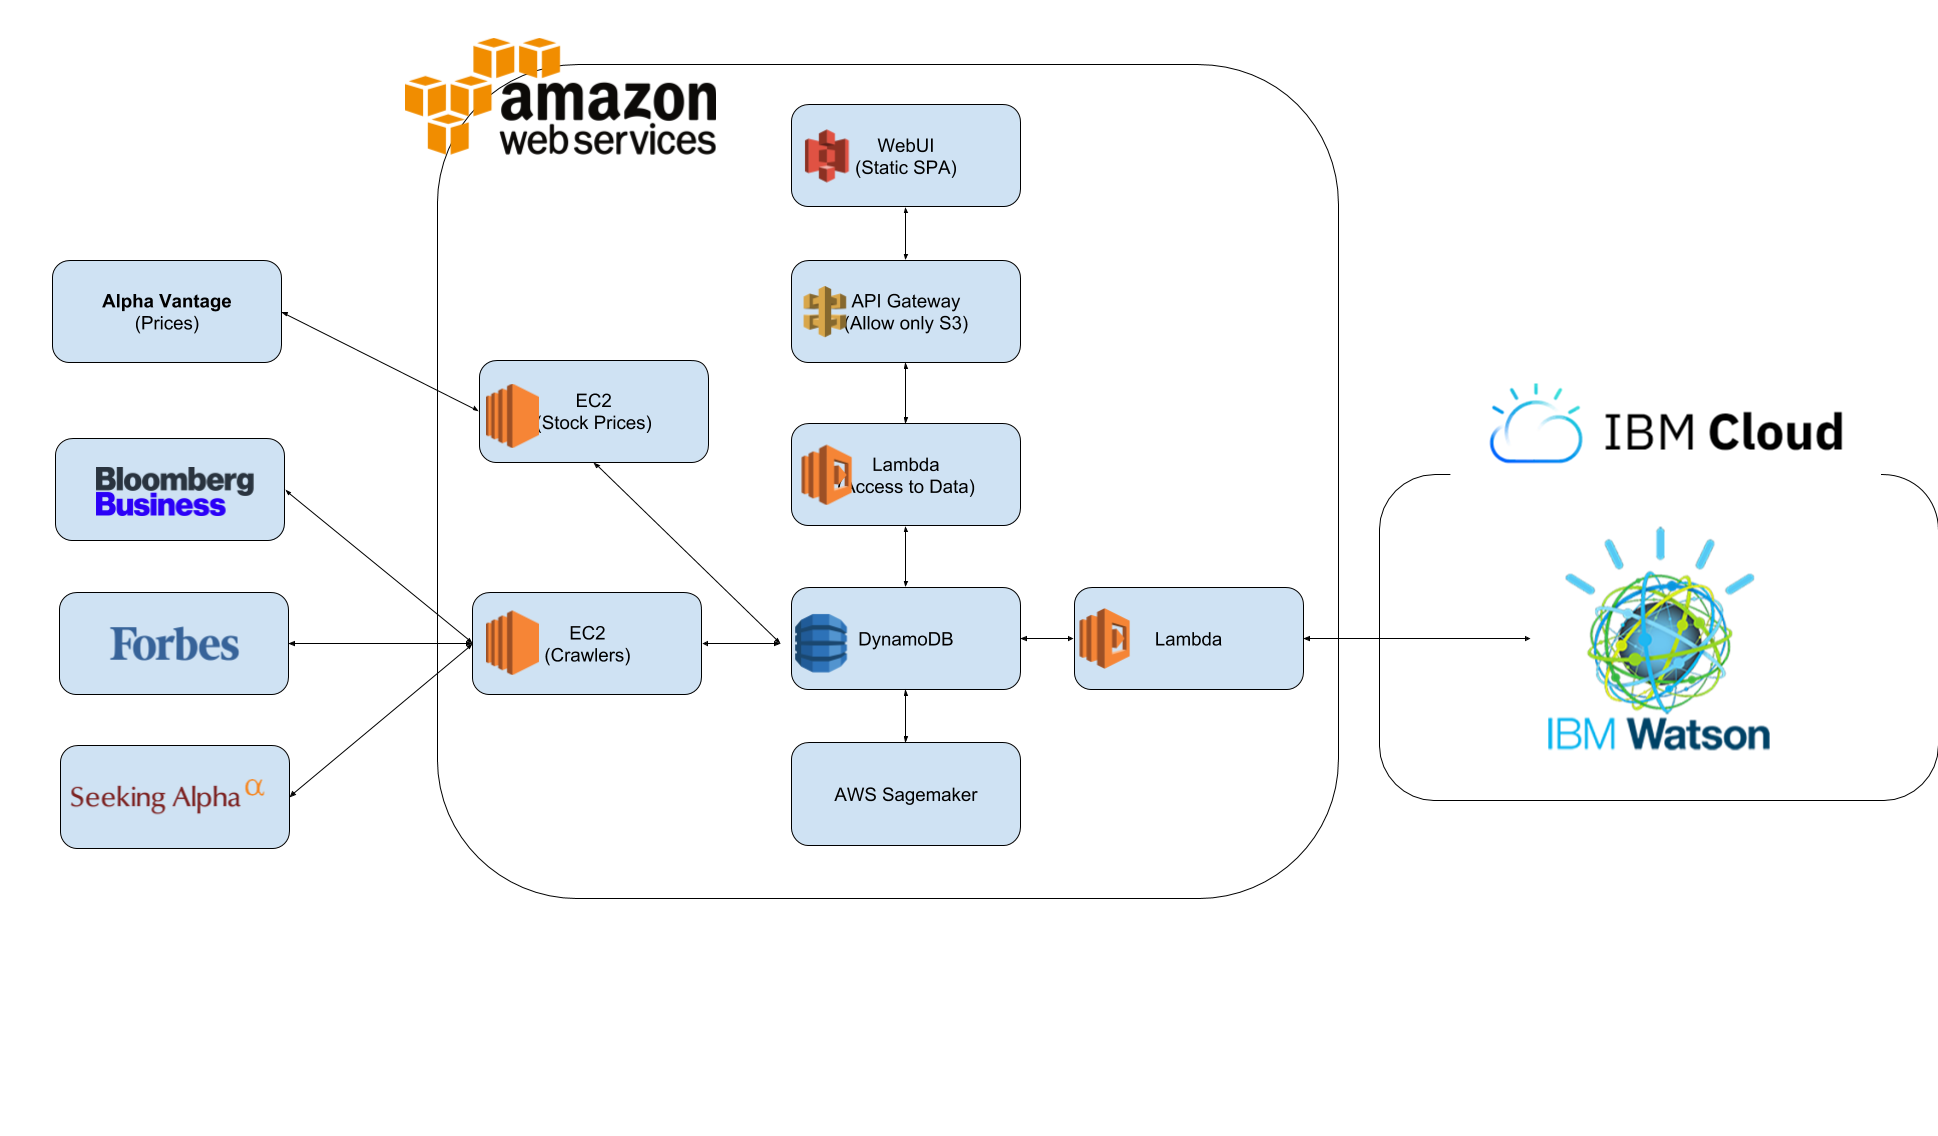 amazon
web services
WebUI
(Static SPA)
Alpha Vantage
(Prices)
API Gateway
(Allow only S3)
EC2
(Stock Prices)
Bloomberg
Business
Lambda
(Access to Data)
IBM Cloud
Forbes
EC2
(Crawlers)
DynamoDB
Lambda
IBM Watson
Seeking Alpha α
AWS Sagemaker